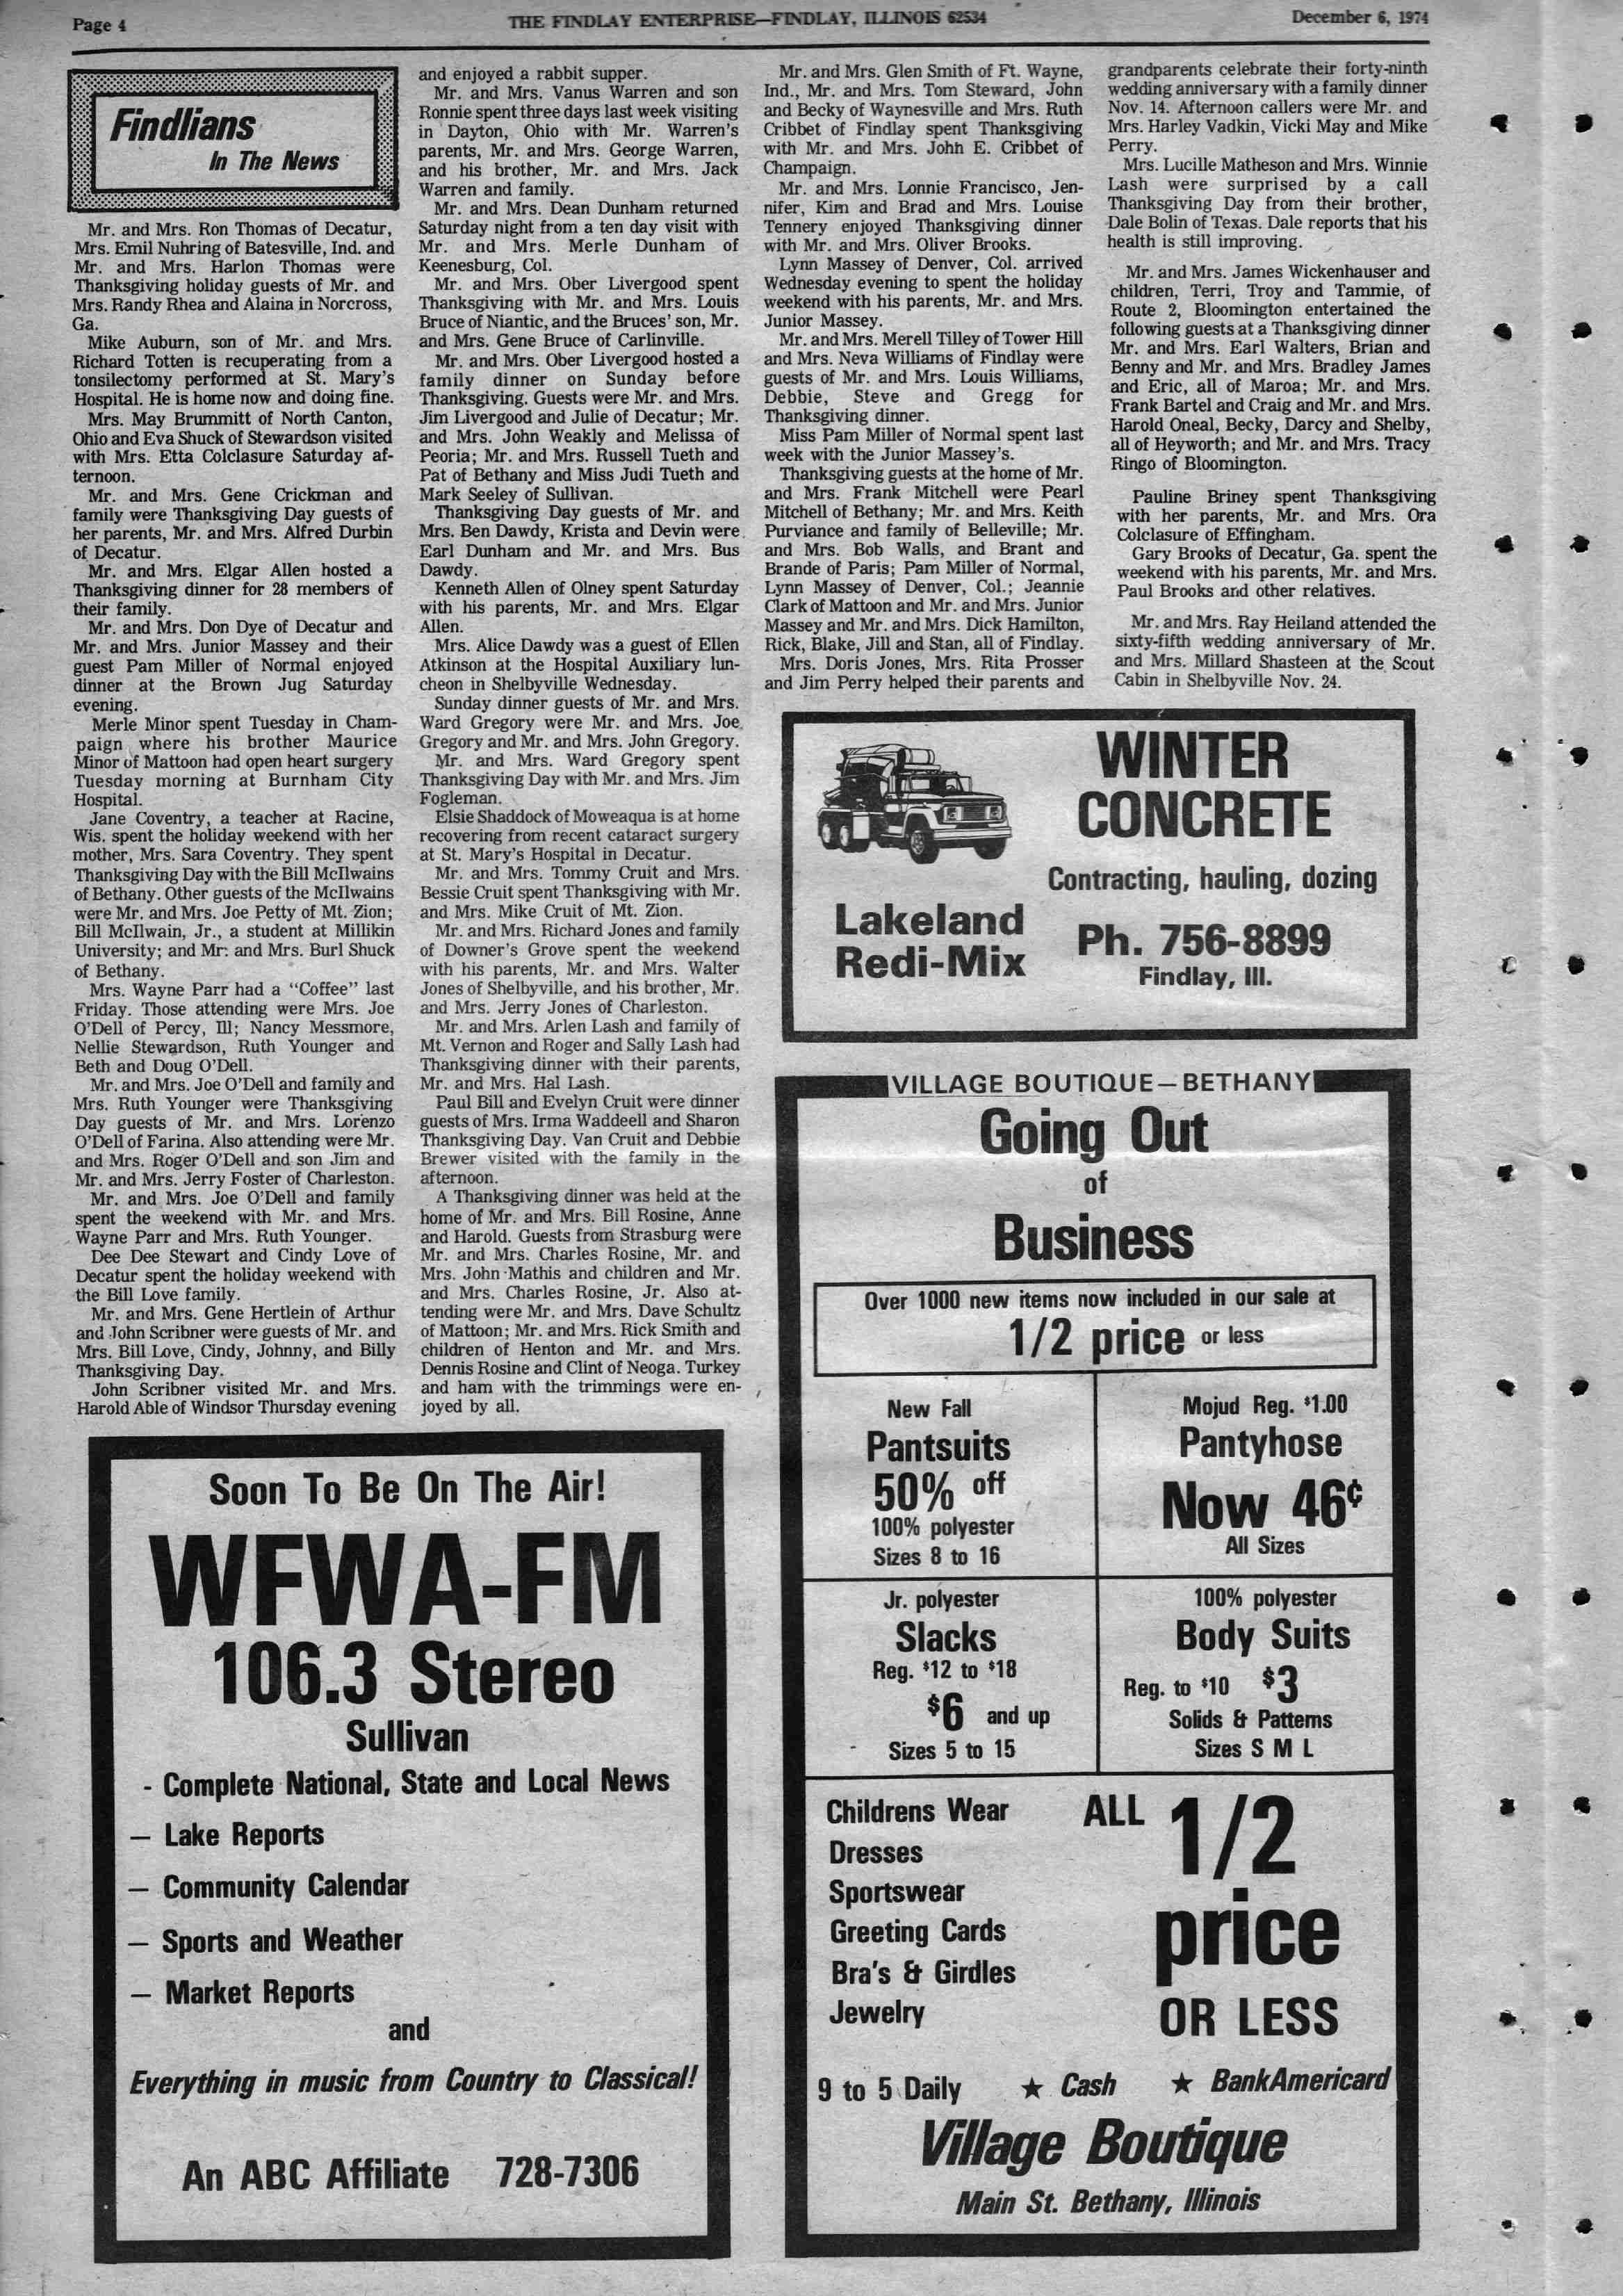 Page 4
THE FINDLAY ENTERPRISE—FINDLAY, ILLINOIS 62534
December 6, 1974
Findlians
In The News
Mr. and Mrs. Ron Thomas of Decatur,
Mrs. Emil Nuhring of Batesville, Ind. and
Mr. and Mrs. Harlon Thomas were
Thanksgiving holiday guests of Mr. and
Mrs. Randy Rhea and Alaina in Norcross,
Ga.
Mike Auburn, son of Mr. and Mrs.
Richard Totten is recuperating from a
tonsilectomy performed at St. Mary's
Hospital. He is home now and doing fine.
Mrs. May Brummitt of North Canton,
Ohio and Eva Shuck of Stewardson visited
with Mrs. Etta Colclasure Saturday af-
ternoon.
Mr. and Mrs. Gene Crickman and
family were Thanksgiving Day guests of
her parents, Mr. and Mrs. Alfred Durbin
of Decatur.
Mr. and Mrs. Elgar Allen hosted a
Thanksgiving dinner for 28 members of
their family.
Mr. and Mrs. Don Dye of Decatur and
Mr. and Mrs. Junior Massey and their
guest Pam Miller of Normal enjoyed
dinner at the Brown Jug Saturday
evening.
Merle Minor spent Tuesday in Cham-
paign where his brother Maurice
Minor of Mattoon had open heart surgery
Tuesday morning at Burnham City
Hospital.
Jane Coventry, a teacher at Racine,
Wis. spent the holiday weekend with her
mother, Mrs. Sara Coventry. They spent
Thanksgiving Day with the Bill McIlwains
of Bethany. Other guests of the McIlwains
were Mr. and Mrs. Joe Petty of Mt. Zion;
Bill McIlwain, Jr., a student at Millikin
University; and Mr. and Mrs. Burl Shuck
of Bethany.
Mrs. Wayne Parr had a "Coffee" last
Friday. Those attending were Mrs. Joe
O'Dell of Percy, Ill; Nancy Messmore,
Nellie Stewardson, Ruth Younger and
Beth and Doug O'Dell.
Mr. and Mrs. Joe O'Dell and family and
Mrs. Ruth Younger were Thanksgiving
Day guests of Mr. and Mrs. Lorenzo
O'Dell of Farina. Also attending were Mr.
and Mrs. Roger O'Dell and son Jim and
Mr. and Mrs. Jerry Foster of Charleston.
Mr. and Mrs. Joe O'Dell and family
spent the weekend with Mr. and Mrs.
Wayne Parr and Mrs. Ruth Younger.
Dee Dee Stewart and Cindy Love of
Decatur spent the holiday weekend with
the Bill Love family.
Mr. and Mrs. Gene Hertlein of Arthur
and John Scribner were guests of Mr. and
Mrs. Bill Love, Cindy, Johnny, and Billy
Thanksgiving Day.
John Scribner visited Mr. and Mrs.
Harold Able of Windsor Thursday evening
and enjoyed a rabbit supper.
Mr. and Mrs. Vanus Warren and son
Ronnie spent three days last week visiting
in Dayton, Ohio with Mr. Warren's
parents, Mr. and Mrs. George Warren,
and his brother, Mr. and Mrs. Jack
Warren and family.
Mr. and Mrs. Dean Dunham returned
Saturday night from a ten day visit with
Mr. and Mrs. Merle Dunham of
Keenesburg, Col.
Mr. and Mrs. Ober Livergood spent
Thanksgiving with Mr. and Mrs. Louis
Bruce of Niantic, and the Bruces' son, Mr.
and Mrs. Gene Bruce of Carlinville.
Mr. and Mrs. Ober Livergood hosted a
family dinner on Sunday before
Thanksgiving. Guests were Mr. and Mrs.
Jim Livergood and Julie of Decatur; Mr.
and Mrs. John Weakly and Melissa of
Peoria; Mr. and Mrs. Russell Tueth and
Pat of Bethany and Miss Judi Tueth and
Mark Seeley of Sullivan.
Thanksgiving Day guests of Mr. and
Mrs. Ben Dawdy, Krista and Devin were
Earl Dunham and Mr. and Mrs. Bus
Dawdy.
Kenneth Allen of Olney spent Saturday
with his parents, Mr. and Mrs. Elgar
Allen.
Mrs. Alice Dawdy was a guest of Ellen
Atkinson at the Hospital Auxiliary lun-
cheon in Shelbyville Wednesday.
Sunday dinner guests of Mr. and Mrs.
Ward Gregory were Mr. and Mrs. Joe
Gregory and Mr. and Mrs. John Gregory.
Mr. and Mrs. Ward Gregory spent
Thanksgiving Day with Mr. and Mrs. Jim
Fogleman.
Elsie Shaddock of Moweaqua is at home
recovering from recent cataract surgery
at St. Mary's Hospital in Decatur.
Mr. and Mrs. Tommy Cruit and Mrs.
Bessie Cruit spent Thanksgiving with Mr.
and Mrs. Mike Cruit of Mt. Zion.
Mr. and Mrs. Richard Jones and family
of Downer's Grove spent the weekend
with his parents, Mr. and Mrs. Walter
Jones of Shelbyville, and his brother, Mr.
and Mrs. Jerry Jones of Charleston.
Mr. and Mrs. Arlen Lash and family of
Mt. Vernon and Roger and Sally Lash had
Thanksgiving dinner with their parents,
Mr. and Mrs. Hal Lash.
Paul Bill and Evelyn Cruit were dinner
guests of Mrs. Irma Waddeell and Sharon
Thanksgiving Day. Van Cruit and Debbie
Brewer visited with the family in the
afternoon.
A Thanksgiving dinner was held at the
home of Mr. and Mrs. Bill Rosine, Anne
and Harold. Guests from Strasburg were
Mr. and Mrs. Charles Rosine, Mr. and
Mrs. John Mathis and children and Mr.
and Mrs. Charles Rosine, Jr. Also at-
tending were Mr. and Mrs. Dave Schultz
of Mattoon; Mr. and Mrs. Rick Smith and
children of Henton and Mr. and Mrs.
Dennis Rosine and Clint of Neoga. Turkey
and ham with the trimmings were en-
joyed by all.
Mr. and Mrs. Glen Smith of Ft. Wayne,
Ind., Mr. and Mrs. Tom Steward, John
and Becky of Waynesville and Mrs. Ruth
Cribbet of Findlay spent Thanksgiving
with Mr. and Mrs. John E. Cribbet of
Champaign.
Mr. and Mrs. Lonnie Francisco, Jen-
nifer, Kim and Brad and Mrs. Louise
Tennery enjoyed Thanksgiving dinner
with Mr. and Mrs. Oliver Brooks.
Lynn Massey of Denver, Col. arrived
Wednesday evening to spent the holiday
weekend with his parents, Mr. and Mrs.
Junior Massey.
Mr. and Mrs. Merell Tilley of Tower Hill
and Mrs. Neva Williams of Findlay were
guests of Mr. and Mrs. Louis Williams,
Debbie, Steve and Gregg for
Thanksgiving dinner.
Miss Pam Miller of Normal spent last
week with the Junior Massey's.
Thanksgiving guests at the home of Mr.
and Mrs. Frank Mitchell were Pearl
Mitchell of Bethany; Mr. and Mrs. Keith
Purviance and family of Belleville; Mr.
and Mrs. Bob Walls, and Brant and
Brande of Paris; Pam Miller of Normal,
Lynn Massey of Denver, Col.; Jeannie
Clark of Mattoon and Mr. and Mrs. Junior
Massey and Mr. and Mrs. Dick Hamilton,
Rick, Blake, Jill and Stan, all of Findlay.
Mrs. Doris Jones, Mrs. Rita Prosser
and Jim Perry helped their parents and
grandparents celebrate their forty-ninth
wedding anniversary with a family dinner
Nov. 14. Afternoon callers were Mr. and
Mrs. Harley Vadkin, Vicki May and Mike
Perry.
Mrs. Lucille Matheson and Mrs. Winnie
Lash were surprised by a call
Thanksgiving Day from their brother,
Dale Bolin of Texas. Dale reports that his
health is still improving.
Mr. and Mrs. James Wickenhauser and
children, Terri, Troy and Tammie, of
Route 2, Bloomington entertained the
following guests at a Thanksgiving dinner
Mr. and Mrs. Earl Walters, Brian and
Benny and Mr. and Mrs. Bradley James
and Eric, all of Maroa; Mr. and Mrs.
Frank Bartel and Craig and Mr. and Mrs.
Harold Oneal, Becky, Darcy and Shelby,
all of Heyworth; and Mr. and Mrs. Tracy
Ringo of Bloomington.
Pauline Briney spent Thanksgiving
with her parents, Mr. and Mrs. Ora
Colclasure of Effingham.
Gary Brooks of Decatur, Ga. spent the
weekend with his parents, Mr. and Mrs.
Paul Brooks and other relatives.
Mr. and Mrs. Ray Heiland attended the
sixty-fifth wedding anniversary of Mr.
and Mrs. Millard Shasteen at the Scout
Cabin in Shelbyville Nov. 24.
WINTER
CONCRETE
Contracting, hauling, dozing
Lakeland
Redi-Mix
Ph. 756-8899
Findlay, Ill.
VILLAGE BOUTIQUE—BETHANY
Going Out
of
Business
Over 1000 new items now included in our sale at
1/2 price or less
New Fall
Pantsuits
50% off
100% polyester
Sizes 8 to 16
Mojud Reg. $1.00
Pantyhose
Now 46¢
All Sizes
Jr. polyester
Slacks
Reg. $12 to $18
$6 and up
Sizes 5 to 15
100% polyester
Body Suits
Reg. to $10 $3
Solids & Patterns
Sizes S M L
Childrens Wear
Dresses
Sportswear
Greeting Cards
Bra's & Girdles
Jewelry
ALL 1/2
price
OR LESS
9 to 5 Daily ★ Cash ★ BankAmericard
Village Boutique
Main St. Bethany, Illinois
Soon To Be On The Air!
WFWA-FM
106.3 Stereo
Sullivan
- Complete National, State and Local News
— Lake Reports
— Community Calendar
— Sports and Weather
— Market Reports
and
Everything in music from Country to Classical!
An ABC Affiliate 728-7306